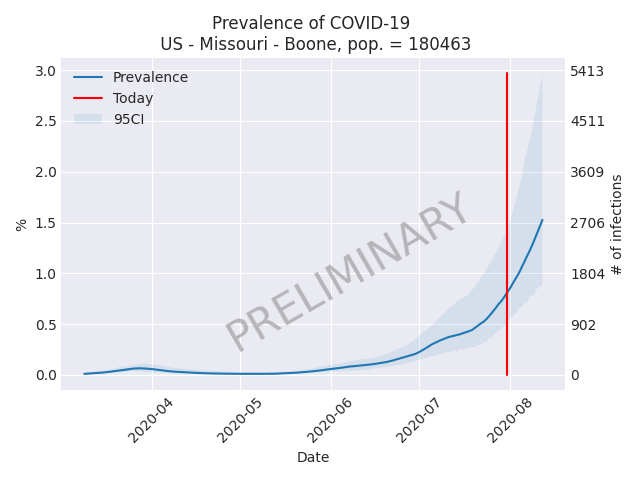 Prevalence of COVID-19
US - Missouri - Boone, pop. = 180463
Prevalence
Today
95CI
3.0
2.5
2.0
1.5
1.0
0.5
0.0
%
5413
4511
3609
2706
1804
902
0
# of infections
PRELIMINARY
2020-04
2020-05
2020-06
2020-07
2020-08
Date